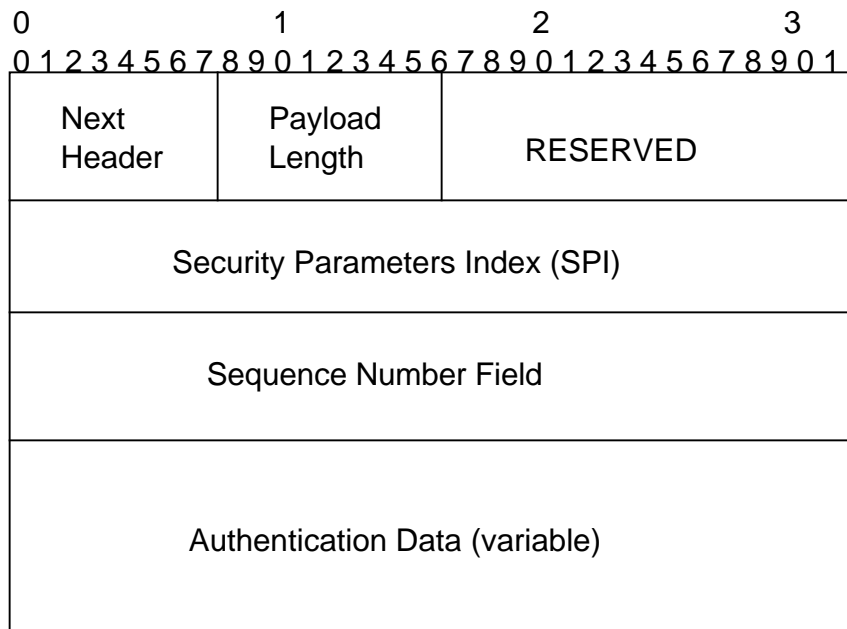 0 1 2 3
0 1 2 3 4 5 6 7 8 9 0 1 2 3 4 5 6 7 8 9 0 1 2 3 4 5 6 7 8 9 0 1
Next
Header
Payload
Length
RESERVED
Security Parameters Index (SPI)
Sequence Number Field
Authentication Data (variable)